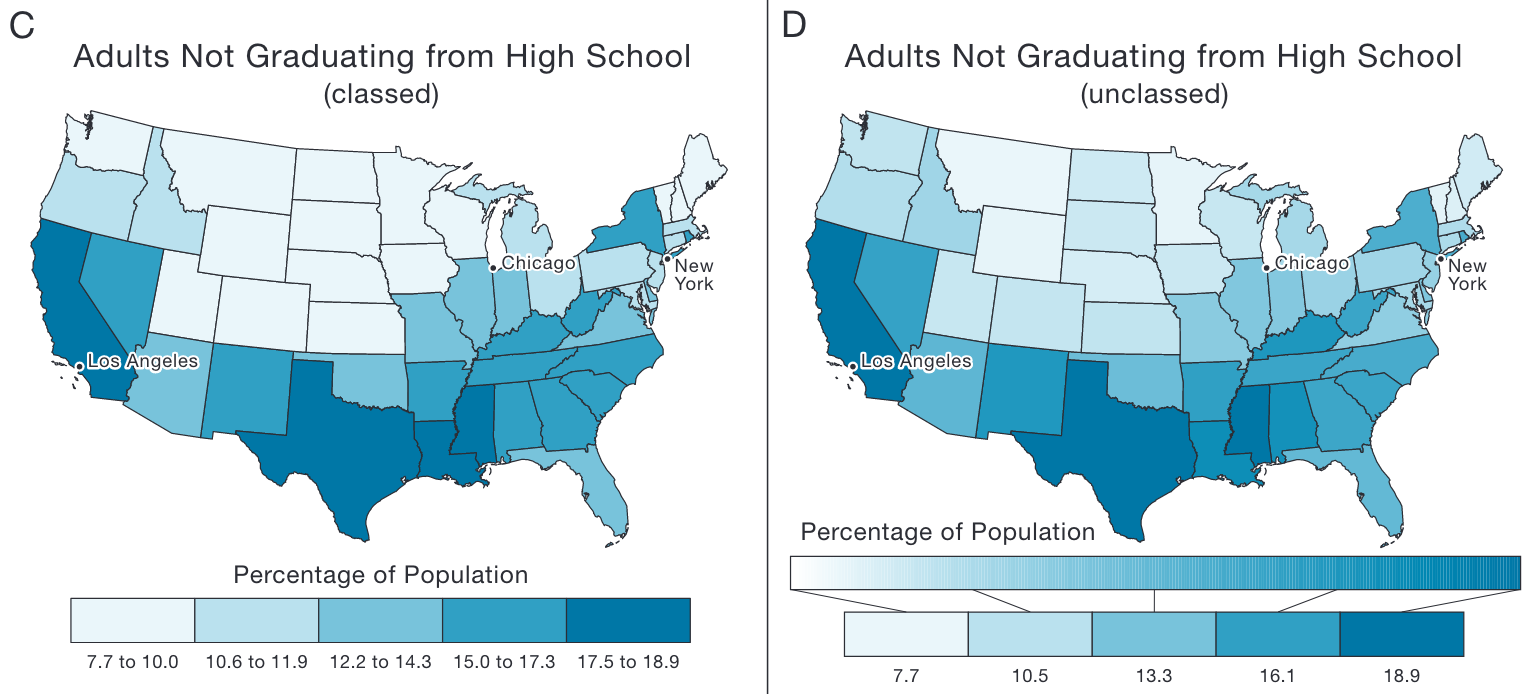 C
Adults Not Graduating from High School
(classed)
Chicago
New
York
Los Angeles
Percentage of Population
7.7 to 10.0
10.6 to 11.9
12.2 to 14.3
15.0 to 17.3
17.5 to 18.9
D
Adults Not Graduating from High School
(unclassed)
Chicago
New
York
Los Angeles
Percentage of Population
7.7
10.5
13.3
16.1
18.9